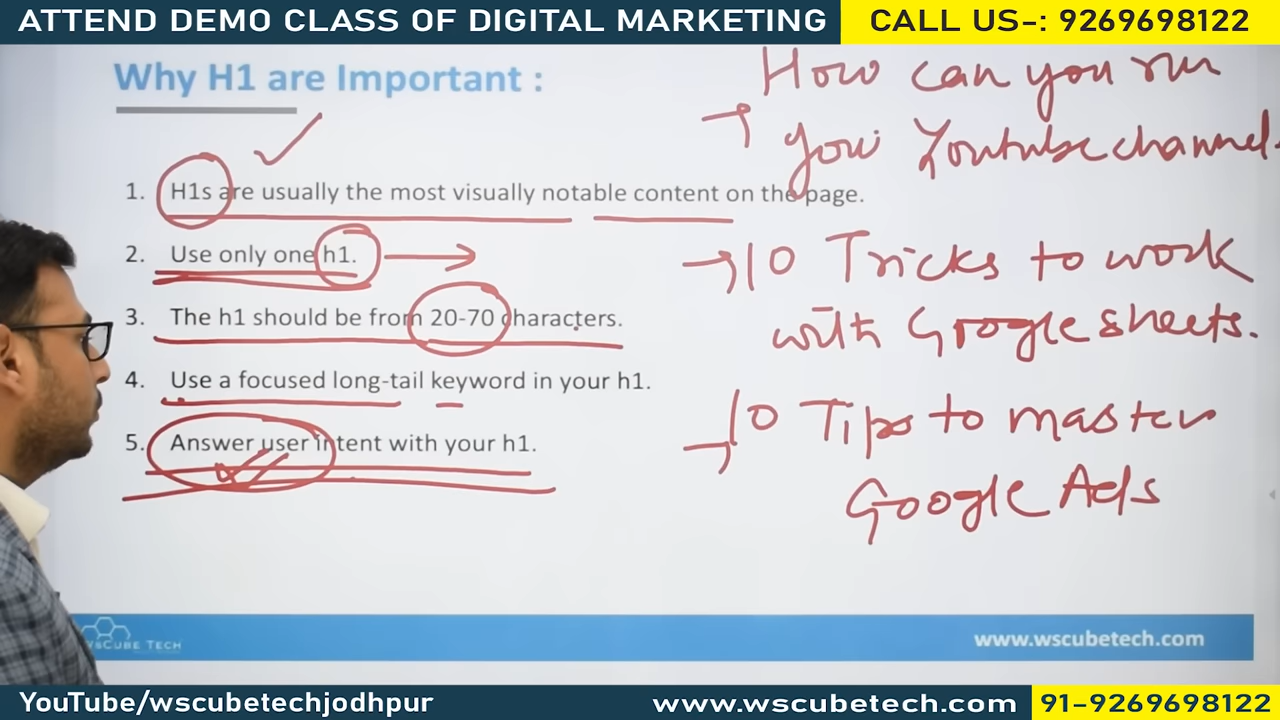 ATTEND DEMO CLASS OF DIGITAL MARKETING
CALL US-: 9269698122
Why H1 are Important :
1. H1s are usually the most visually notable content on the page.
2. Use only one h1.
3. The h1 should be from 20-70 characters.
4. Use a focused long-tail keyword in your h1.
5. Answer user intent with your h1.
How can you run
your Youtube channel.
10 Tricks to work
with Google sheets.
10 Tips to master
Google Ads
WsCube Tech
www.wscubetech.com
YouTube/wscubetechjodhpur
www.wscubetech.com
91-9269698122